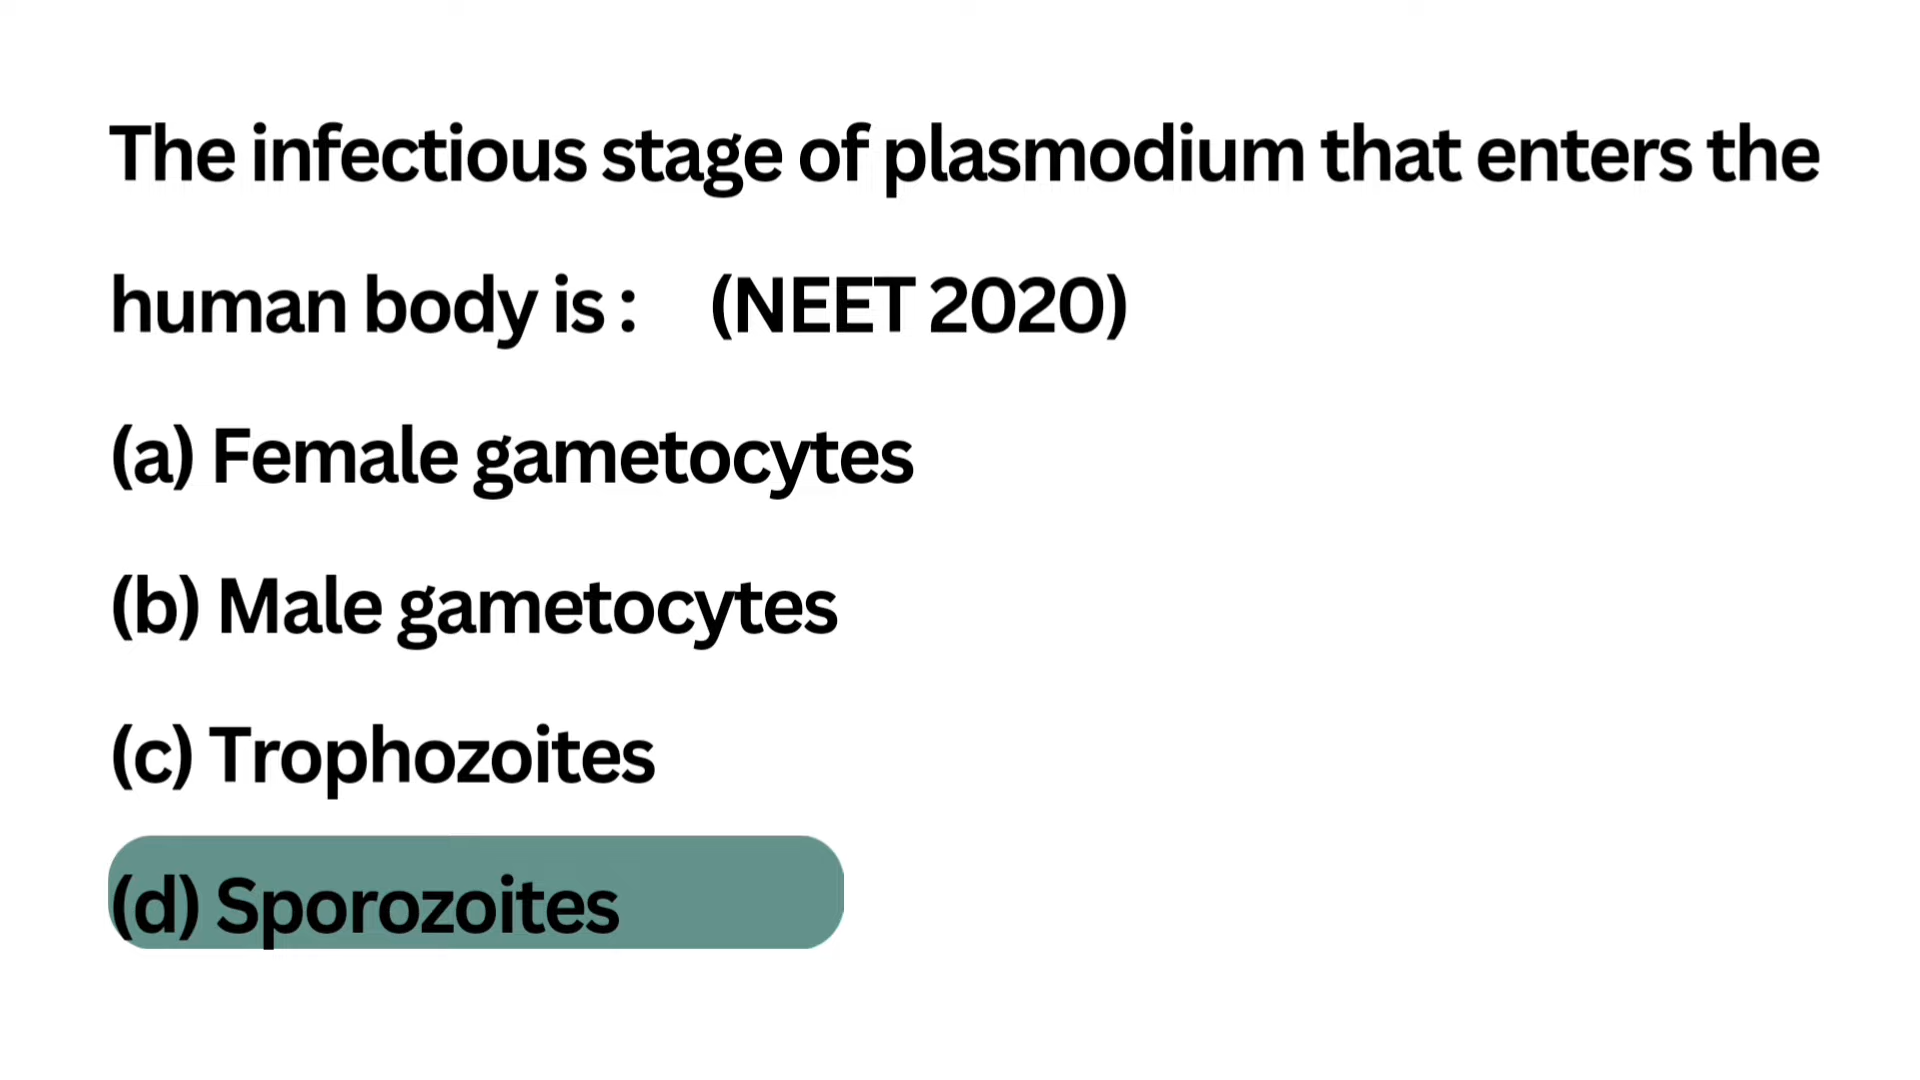 The infectious stage of plasmodium that enters the
human body is : (NEET 2020)
(a) Female gametocytes
(b) Male gametocytes
(c) Trophozoites
(d) Sporozoites